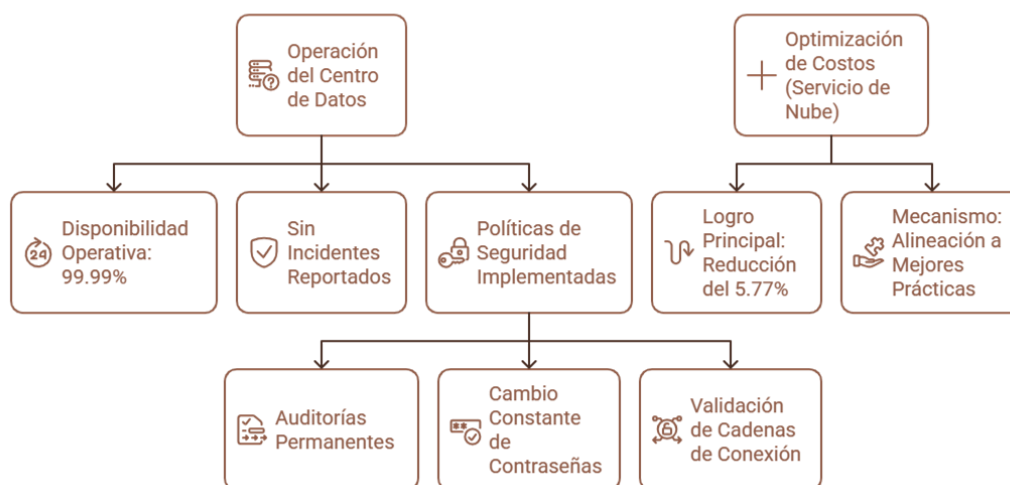 Operación
del Centro
de Datos
Optimización
de Costos
(Servicio de
Nube)
24
Disponibilidad
Operativa:
99.99%
Sin
Incidentes
Reportados
Políticas de
Seguridad
Implementadas
Logro
Principal:
Reducción
del 5.77%
Mecanismo:
Alineación a
Mejores
Prácticas
Auditorías
Permanentes
Cambio
Constante
de
Contraseñas
Validación
de Cadenas
de Conexión